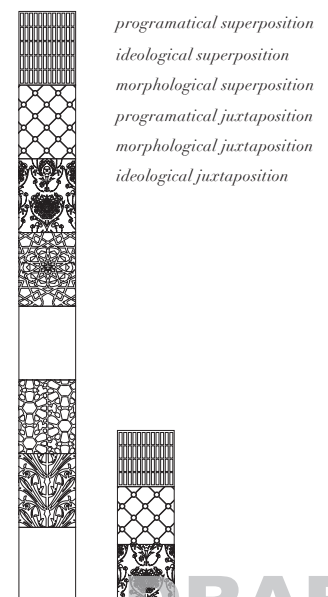 programatical superposition
ideological superposition
morphological superposition
programatical juxtaposition
morphological juxtaposition
ideological juxtaposition